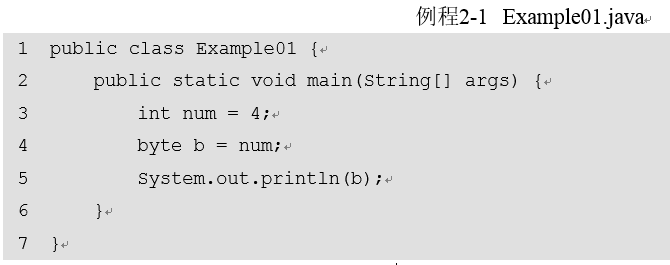 例程2-1 Example01.java↵
1 public class Example01 {↵
2     public static void main(String[] args) {↵
3         int num = 4;↵
4         byte b = num;↵
5         System.out.println(b);↵
6     }↵
7 }↵